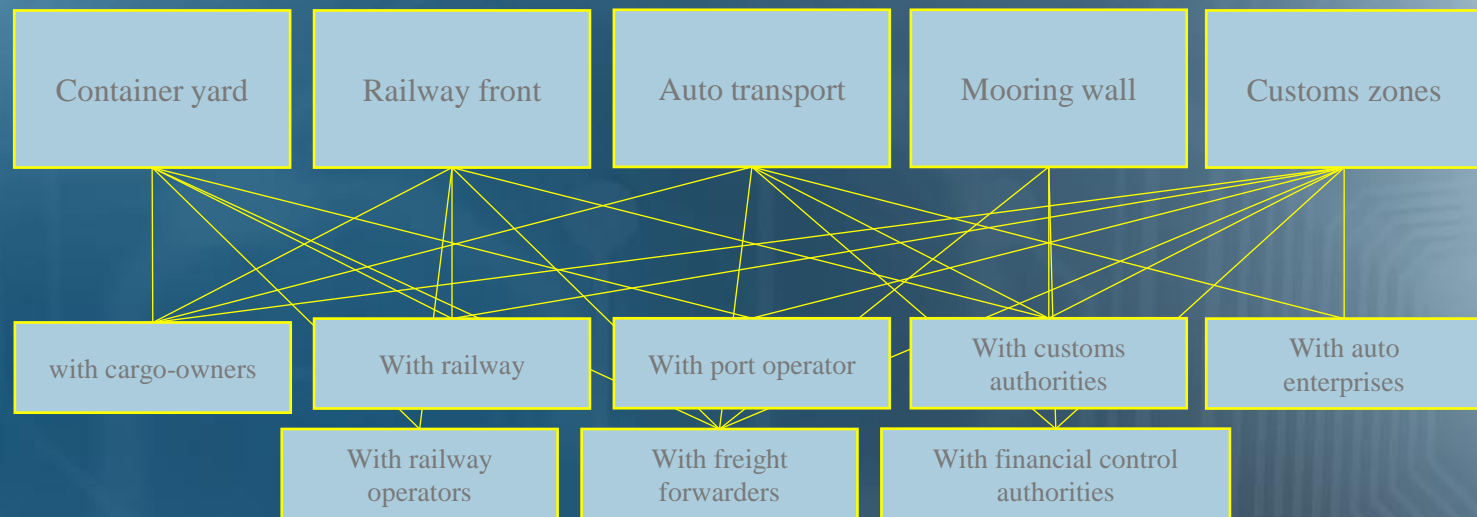 Container yard
Railway front
Auto transport
Mooring wall
Customs zones
with cargo-owners
With railway
With port operator
With customs
authorities
With auto
enterprises
With railway
operators
With freight
forwarders
With financial control
authorities